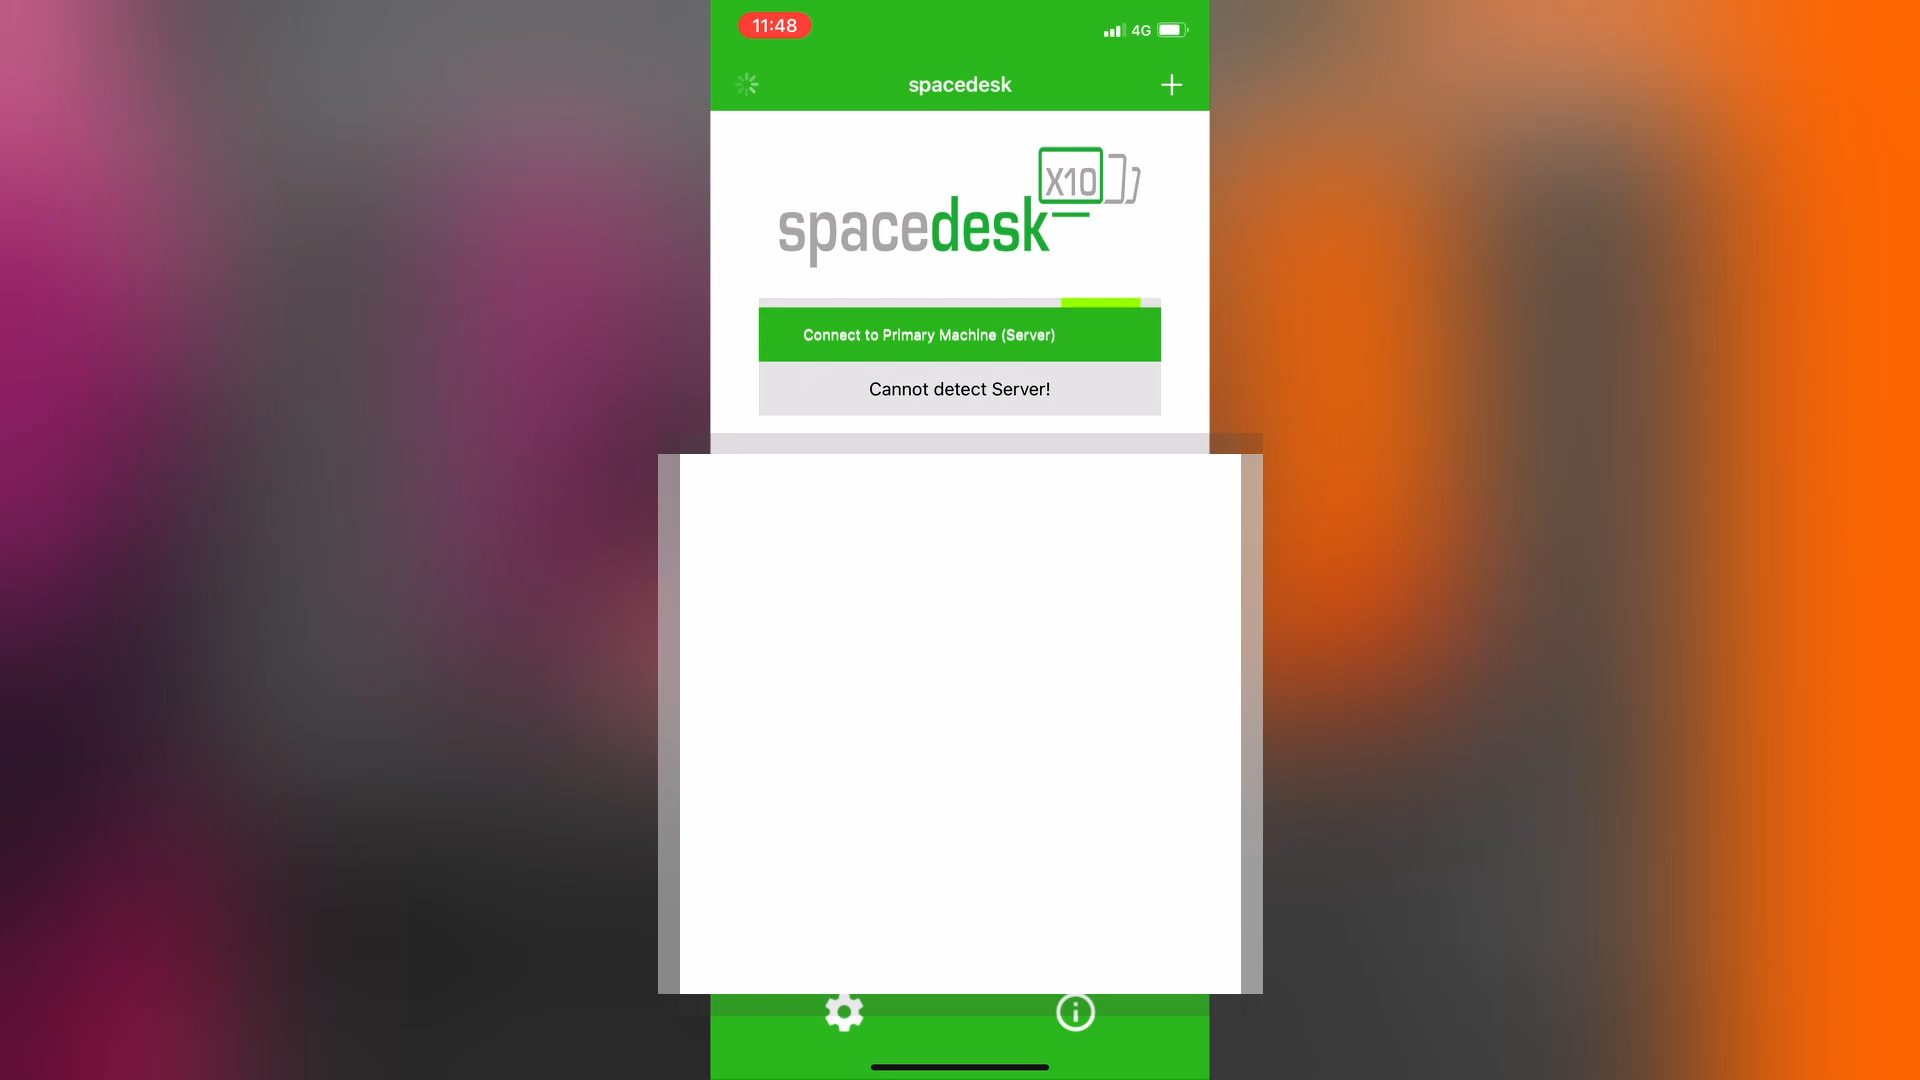 11:48
4G
spacedesk
X10
spacedesk
Connect to Primary Machine (Server)
Cannot detect Server!